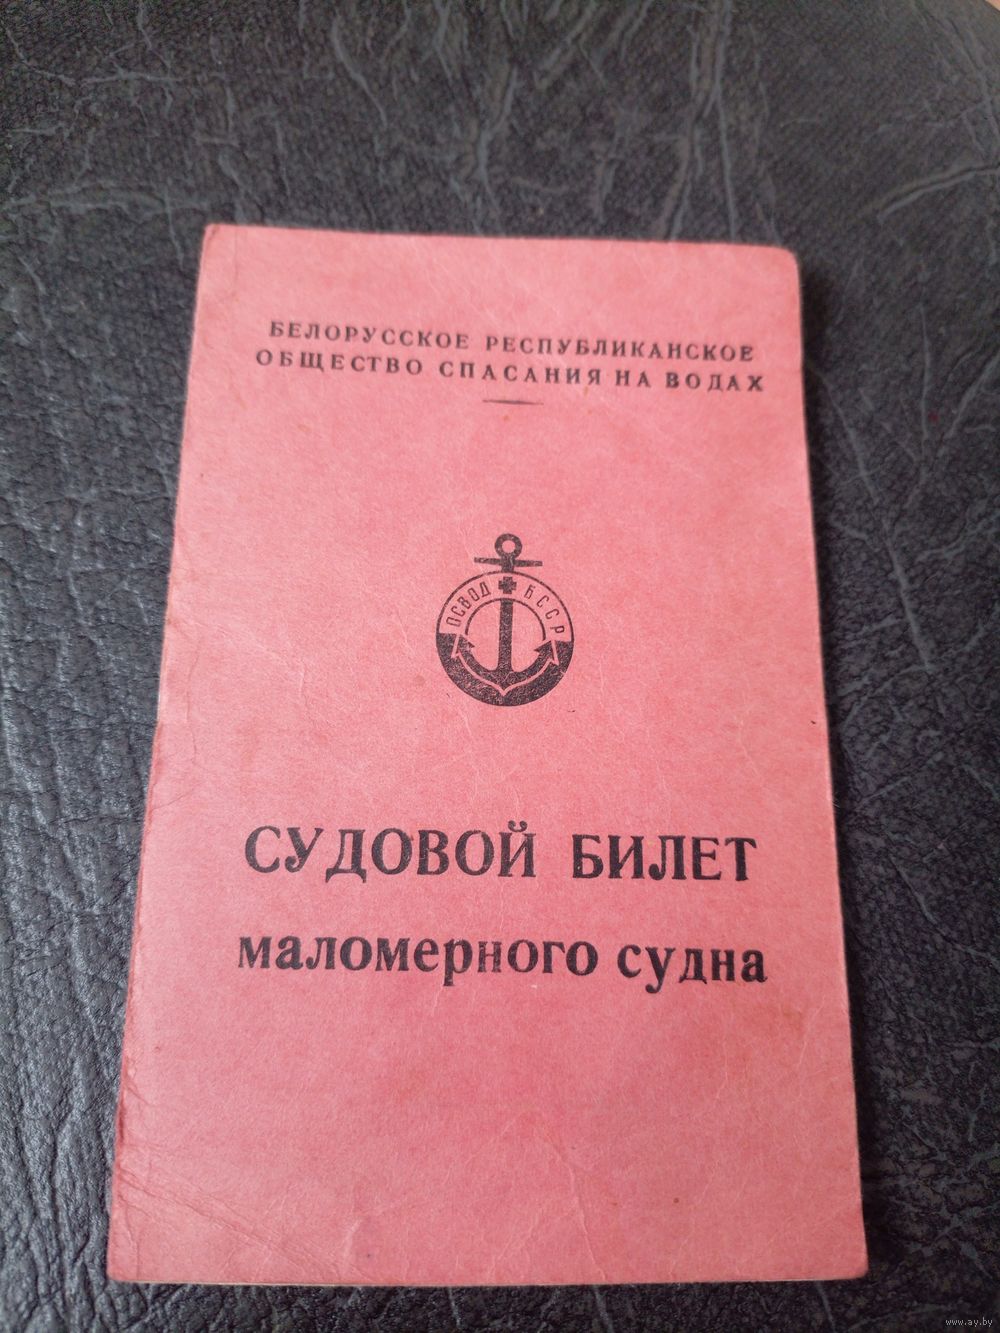 БЕЛОРУССКОЕ РЕСПУБЛИКАНСКОЕ
ОБЩЕСТВО СПАСАНИЯ НА ВОДАХ
ОСВОД БССР
СУДОВОЙ БИЛЕТ
маломерного судна
www.ay.by